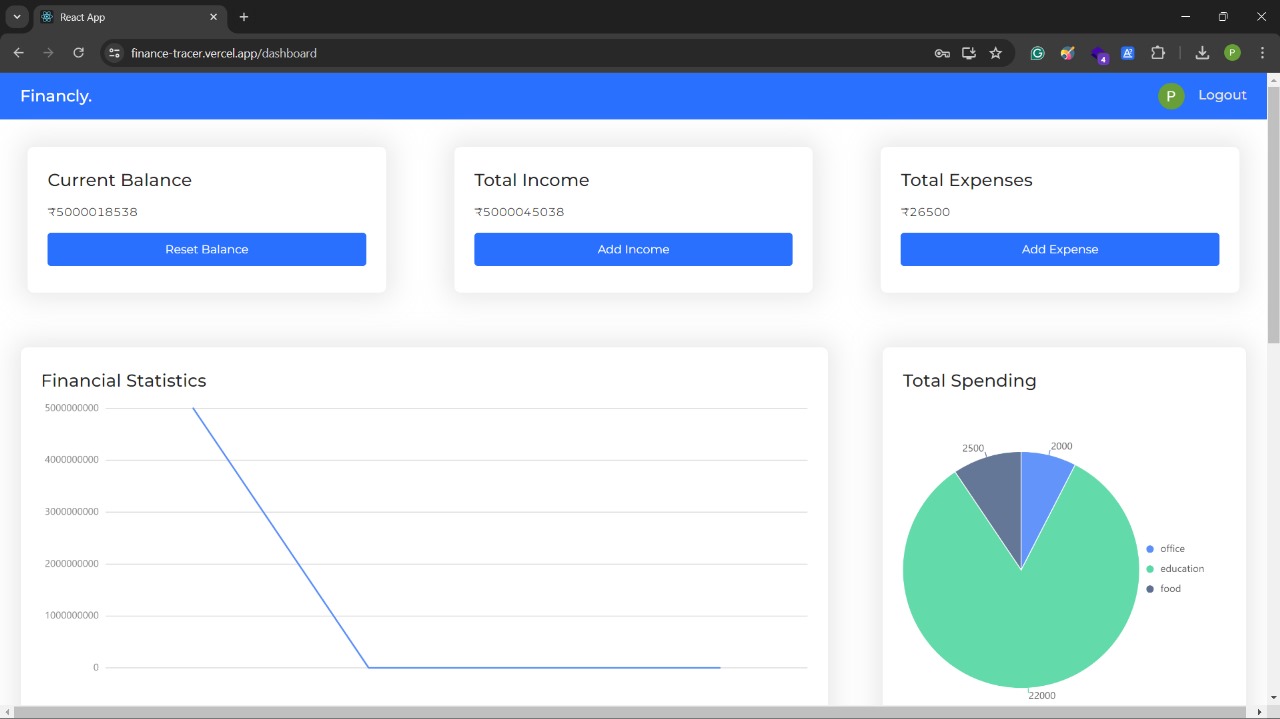 React App
finance-tracer.vercel.app/dashboard
4
P
Financly.
P
Logout
Current Balance
₹5000018538
Reset Balance
Total Income
₹5000045038
Add Income
Total Expenses
₹26500
Add Expense
Financial Statistics
5000000000
4000000000
3000000000
2000000000
1000000000
0
Total Spending
2500
2000
22000
office
education
food